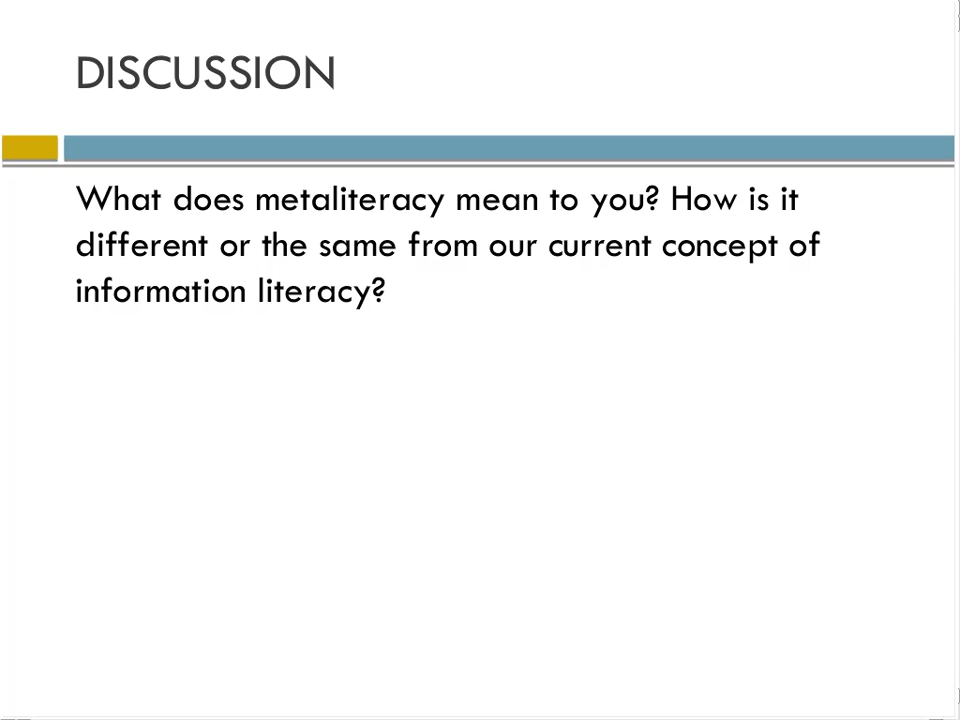 DISCUSSION
What does metaliteracy mean to you? How is it
different or the same from our current concept of
information literacy?